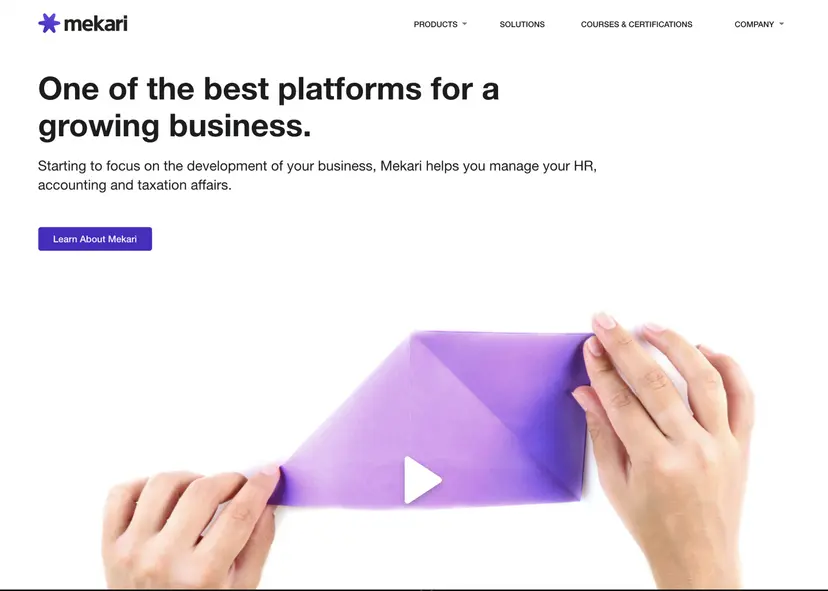 mekari
PRODUCTS
SOLUTIONS
COURSES & CERTIFICATIONS
COMPANY
One of the best platforms for a
growing business.
Starting to focus on the development of your business, Mekari helps you manage your HR,
accounting and taxation affairs.
Learn About Mekari